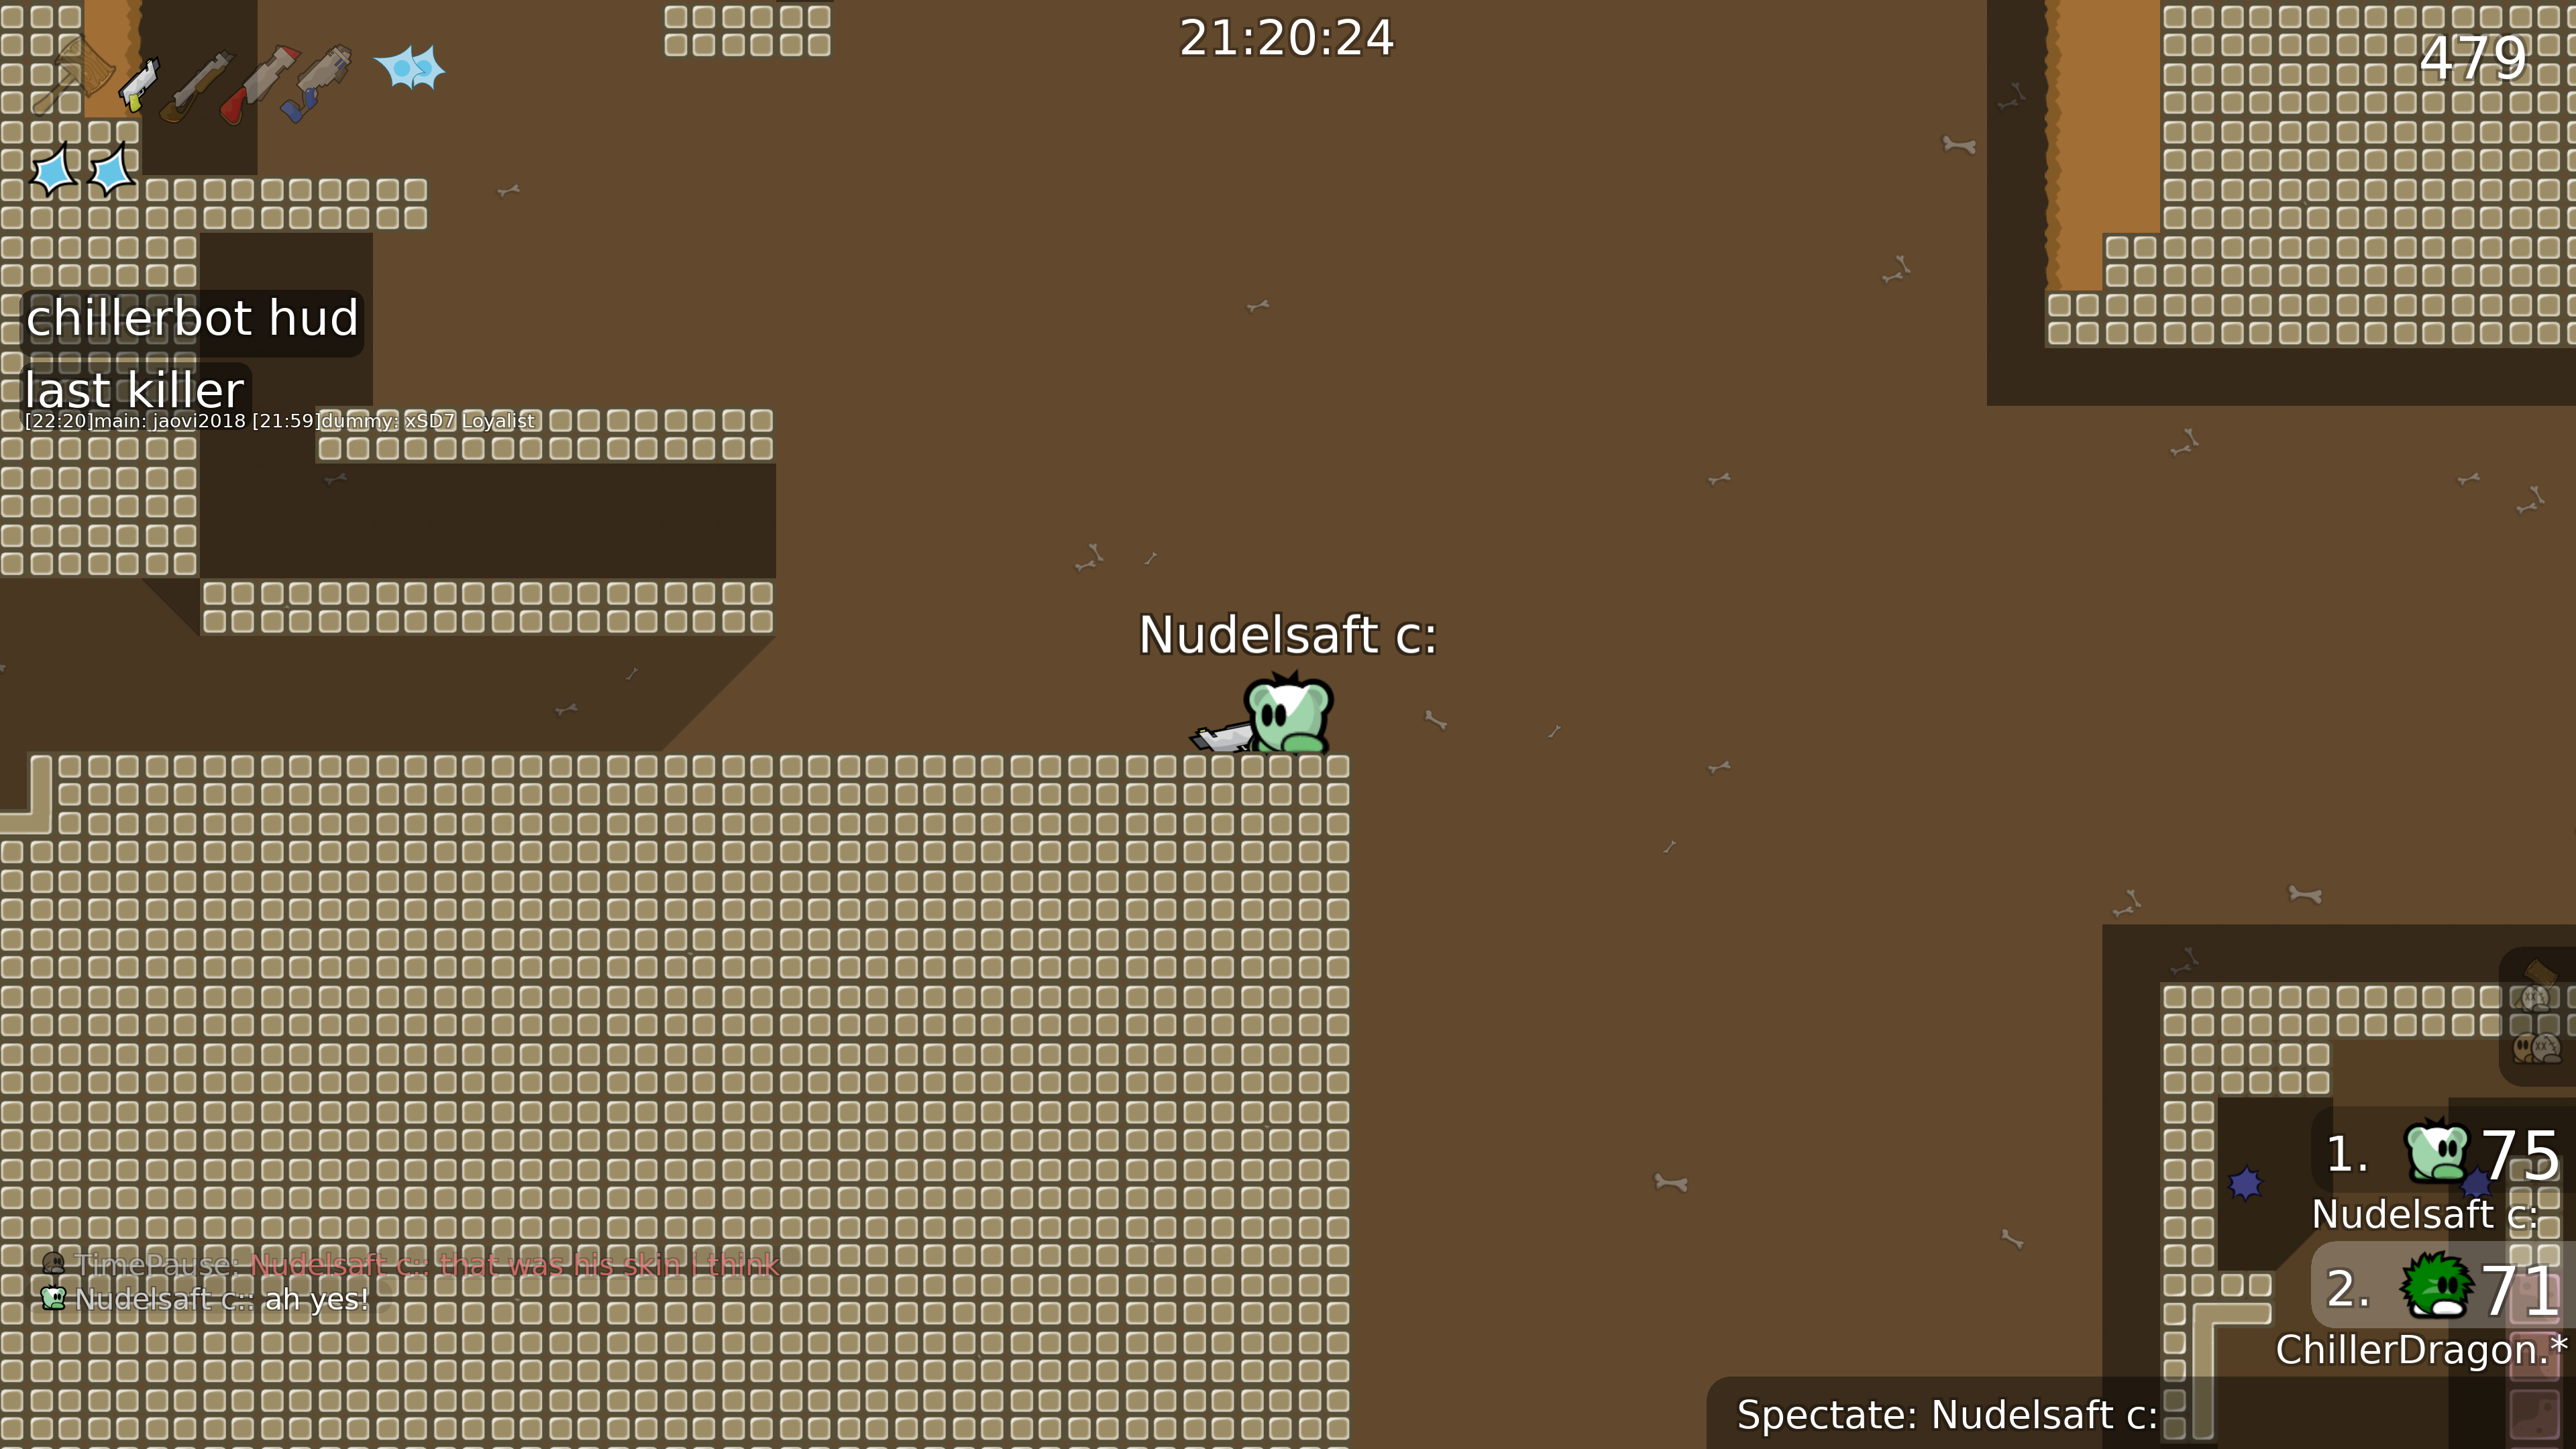 21:20:24
479
chillerbot hud
last killer
[22:20]main: jaovi2018 [21:59]dummy: xSD7 Loyalist
Nudelsaft c:
TimePause: Nudelsaft c:: that was his skin i think
Nudelsaft c:: ah yes!
1. 75
Nudelsaft c:
2. 71
ChillerDragon.*
Spectate: Nudelsaft c: